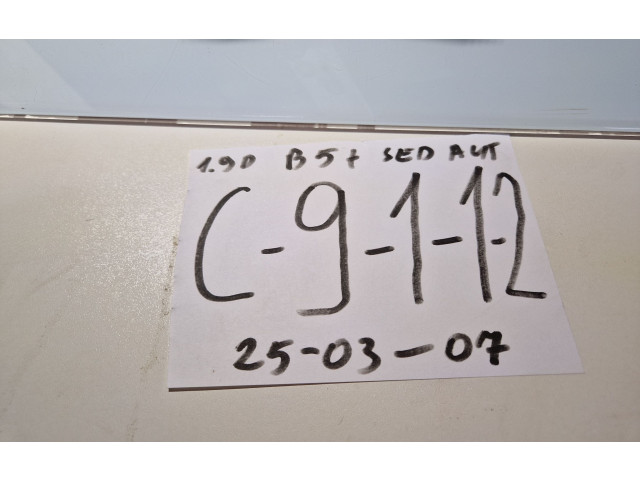 1.9D B5+ SED AUT
C-9-1-1-2
25-03-07